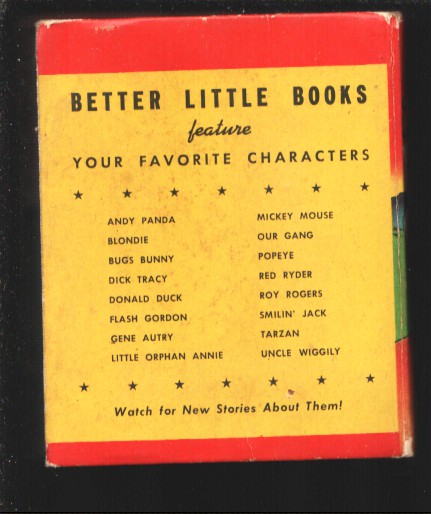 BETTER LITTLE BOOKS
feature
YOUR FAVORITE CHARACTERS
ANDY PANDA
BLONDIE
BUGS BUNNY
DICK TRACY
DONALD DUCK
FLASH GORDON
GENE AUTRY
LITTLE ORPHAN ANNIE
MICKEY MOUSE
OUR GANG
POPEYE
RED RYDER
ROY ROGERS
SMILIN' JACK
TARZAN
UNCLE WIGGILY
Watch for New Stories About Them!